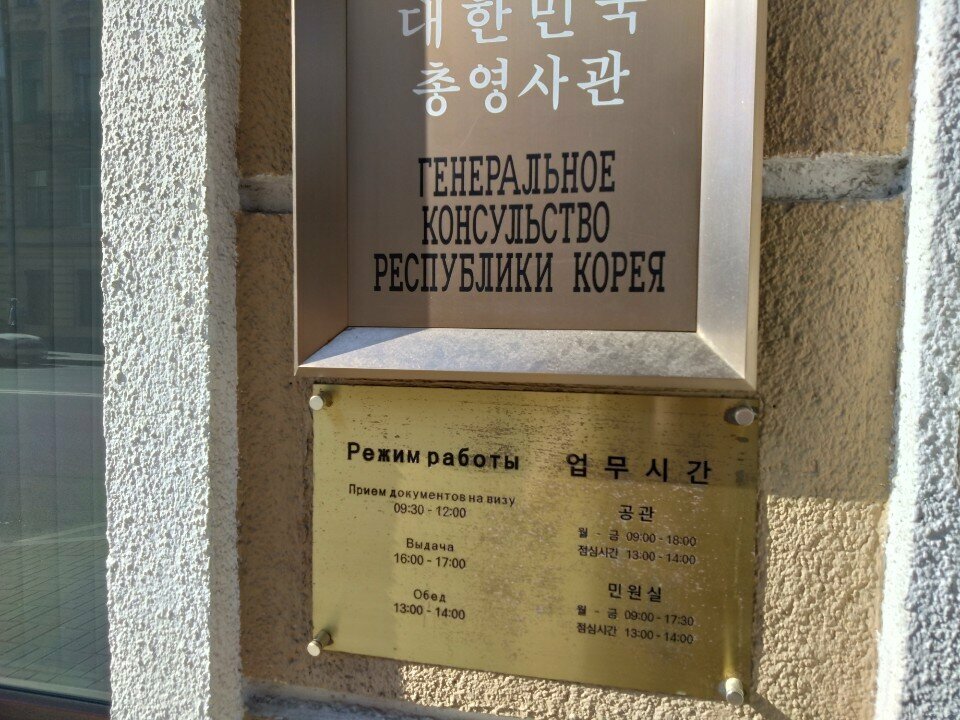 대한민국
총영사관
ГЕНЕРАЛЬНОЕ
КОНСУЛЬСТВО
РЕСПУБЛИКИ КОРЕЯ
Режим работы
Прием документов на визу
09:30 - 12:00
Выдача
16:00 - 17:00
Обед
13:00 - 14:00
업무시간
공관
월 - 금 09:00 - 18:00
점심시간 13:00 - 14:00
민원실
월 - 금 09:00 - 17:30
점심시간 13:00 - 14:00